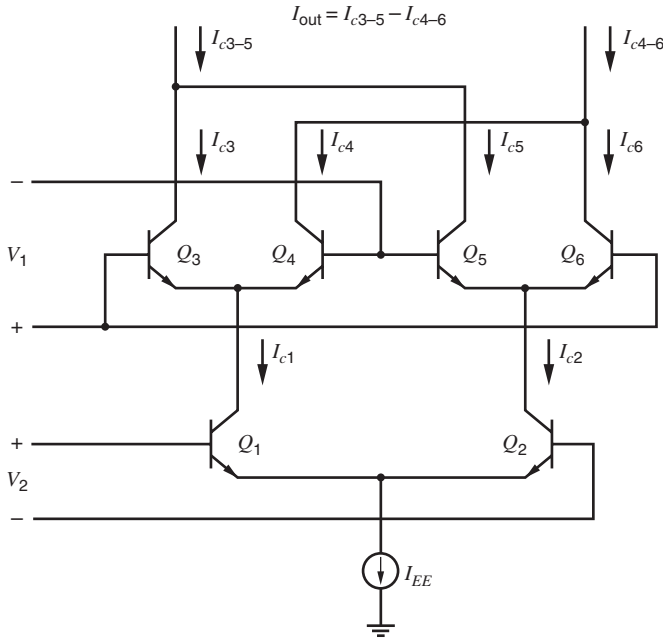 I_out = I_c3–5 − I_c4–6
I_c3–5
I_c4–6
I_c3
I_c4
I_c5
I_c6
−
Q_3
Q_4
Q_5
Q_6
V_1
+
I_c1
I_c2
+
Q_1
Q_2
V_2
−
I_EE